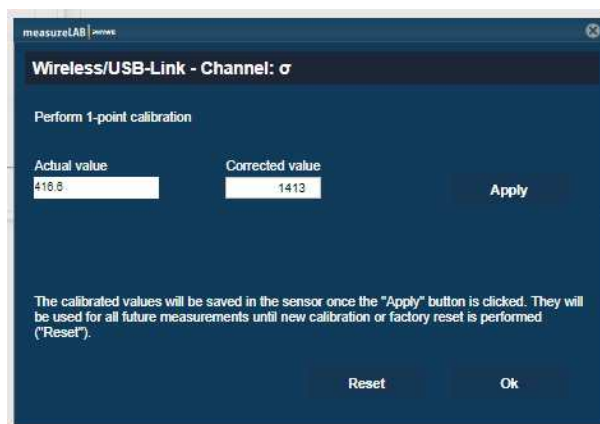 measureLAB | PHYWE
Wireless/USB-Link - Channel: σ
Perform 1-point calibration
Actual value Corrected value
416.6 1413 Apply
The calibrated values will be saved in the sensor once the "Apply" button is clicked. They will
be used for all future measurements until new calibration or factory reset is performed
("Reset").
Reset Ok